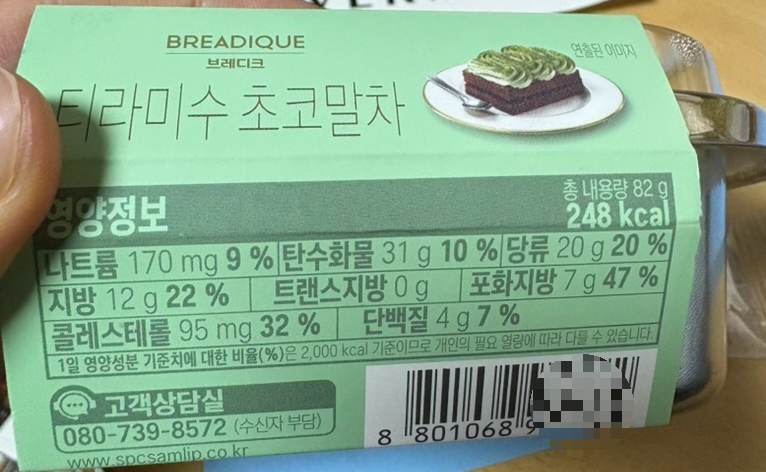 BREADIQUE
브레디크
연출된 이미지
티라미수 초코말차
영양정보
총 내용량 82 g
248 kcal
나트륨 170 mg 9 % 탄수화물 31 g 10 % 당류 20 g 20 %
지방 12 g 22 % 트랜스지방 0 g 포화지방 7 g 47 %
콜레스테롤 95 mg 32 % 단백질 4 g 7 %
1일 영양성분 기준치에 대한 비율(%)은 2,000 kcal 기준이므로 개인의 필요 열량에 따라 다를 수 있습니다.
고객상담실
080-739-8572 (수신자 부담)
www.spcsamlip.co.kr
8 801068